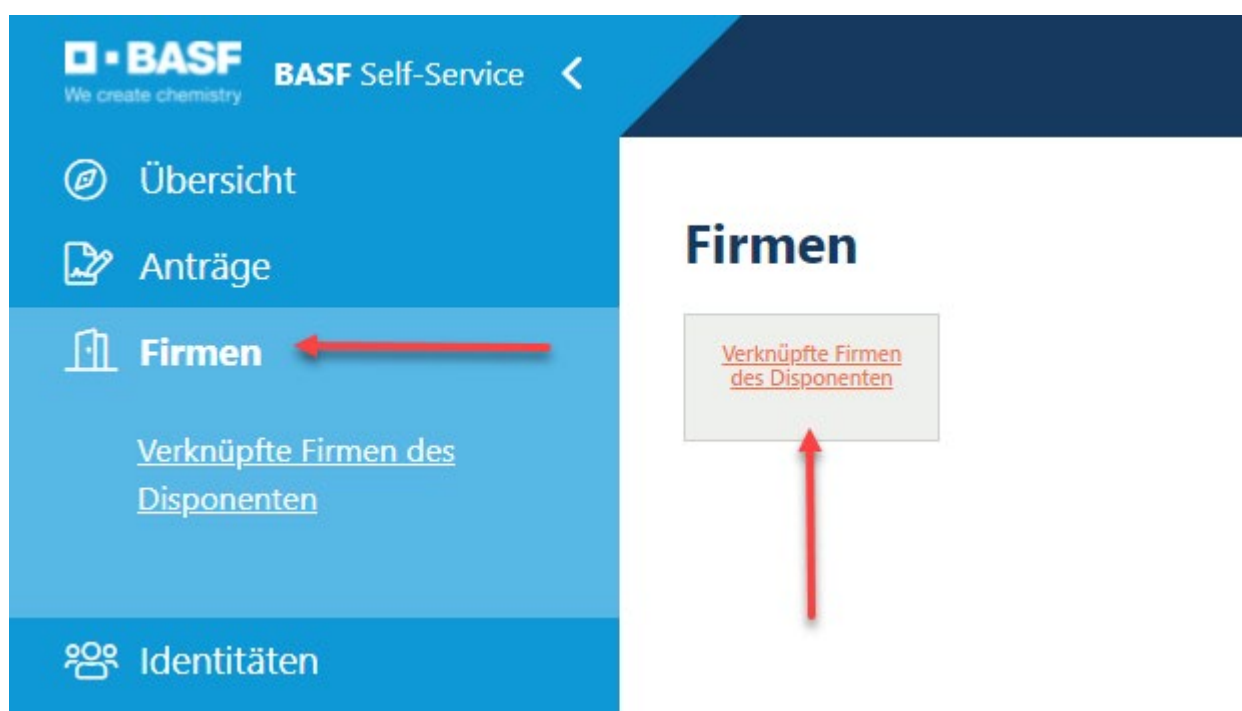 BASF
We create chemistry
BASF Self-Service
Übersicht
Anträge
Firmen
Verknüpfte Firmen des
Disponenten
Identitäten
Firmen
Verknüpfte Firmen
des Disponenten